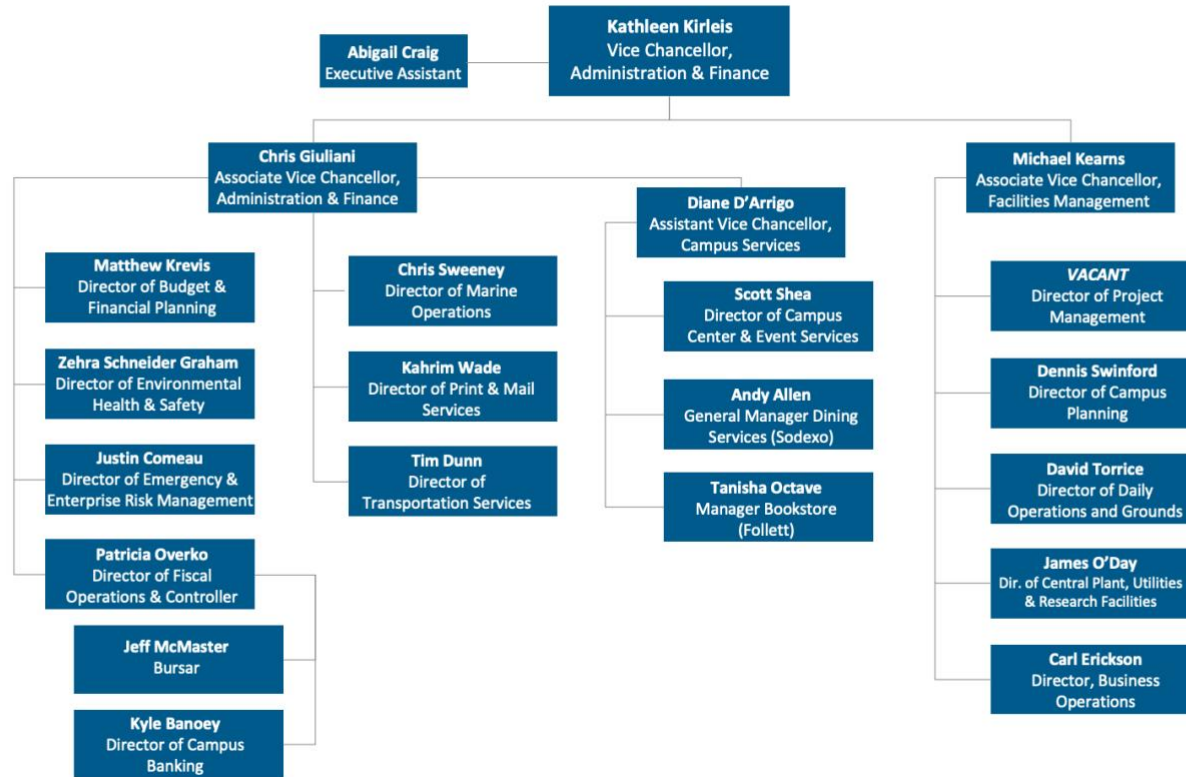 Kathleen Kirleis
Vice Chancellor,
Administration & Finance
Abigail Craig
Executive Assistant
Chris Giuliani
Associate Vice Chancellor,
Administration & Finance
Matthew Krevis
Director of Budget &
Financial Planning
Zehra Schneider Graham
Director of Environmental
Health & Safety
Justin Comeau
Director of Emergency &
Enterprise Risk Management
Patricia Overko
Director of Fiscal
Operations & Controller
Jeff McMaster
Bursar
Kyle Banoey
Director of Campus
Banking
Chris Sweeney
Director of Marine
Operations
Kahrim Wade
Director of Print & Mail
Services
Tim Dunn
Director of
Transportation Services
Diane D’Arrigo
Assistant Vice Chancellor,
Campus Services
Scott Shea
Director of Campus
Center & Event Services
Andy Allen
General Manager Dining
Services (Sodexo)
Tanisha Octave
Manager Bookstore
(Follett)
Michael Kearns
Associate Vice Chancellor,
Facilities Management
VACANT
Director of Project
Management
Dennis Swinford
Director of Campus
Planning
David Torrice
Director of Daily
Operations and Grounds
James O’Day
Dir. of Central Plant, Utilities
& Research Facilities
Carl Erickson
Director, Business
Operations